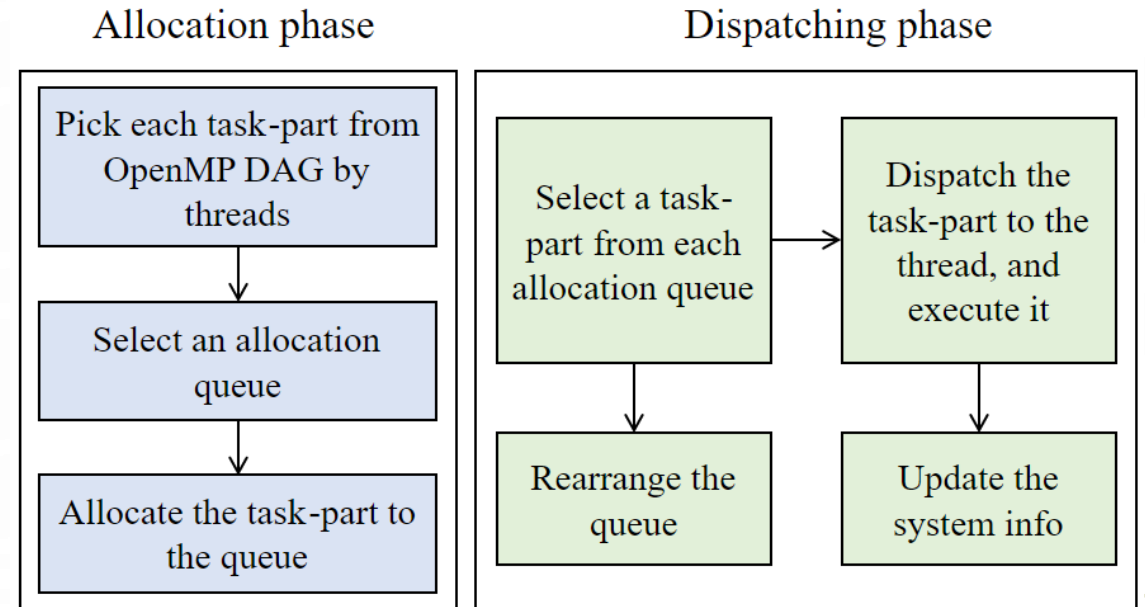 Allocation phase
Pick each task-part from
OpenMP DAG by
threads
Select an allocation
queue
Allocate the task-part to
the queue
Dispatching phase
Select a task-
part from each
allocation queue
Dispatch the
task-part to the
thread, and
execute it
Rearrange the
queue
Update the
system info